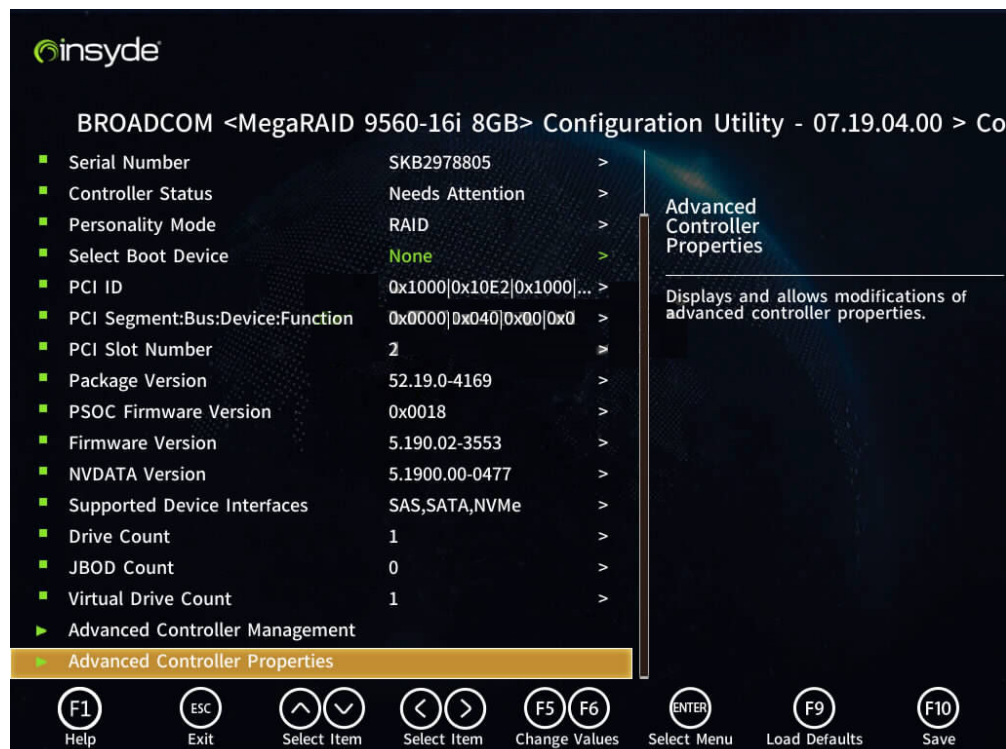 insyde
BROADCOM <MegaRAID 9560-16i 8GB> Configuration Utility - 07.19.04.00 > Co
Serial Number SKB2978805 >
Controller Status Needs Attention >
Personality Mode RAID >
Select Boot Device None >
PCI ID 0x1000|0x10E2|0x1000|... >
PCI Segment:Bus:Device:Function 0x0000|0x040|0x00|0x0 >
PCI Slot Number 2 >
Package Version 52.19.0-4169 >
PSOC Firmware Version 0x0018 >
Firmware Version 5.190.02-3553 >
NVDATA Version 5.1900.00-0477 >
Supported Device Interfaces SAS,SATA,NVMe >
Drive Count 1 >
JBOD Count 0 >
Virtual Drive Count 1 >
Advanced Controller Management
Advanced Controller Properties
Advanced
Controller
Properties
Displays and allows modifications of
advanced controller properties.
F1 ESC F5 F6 ENTER F9 F10
Help Exit Select Item Select Item Change Values Select Menu Load Defaults Save